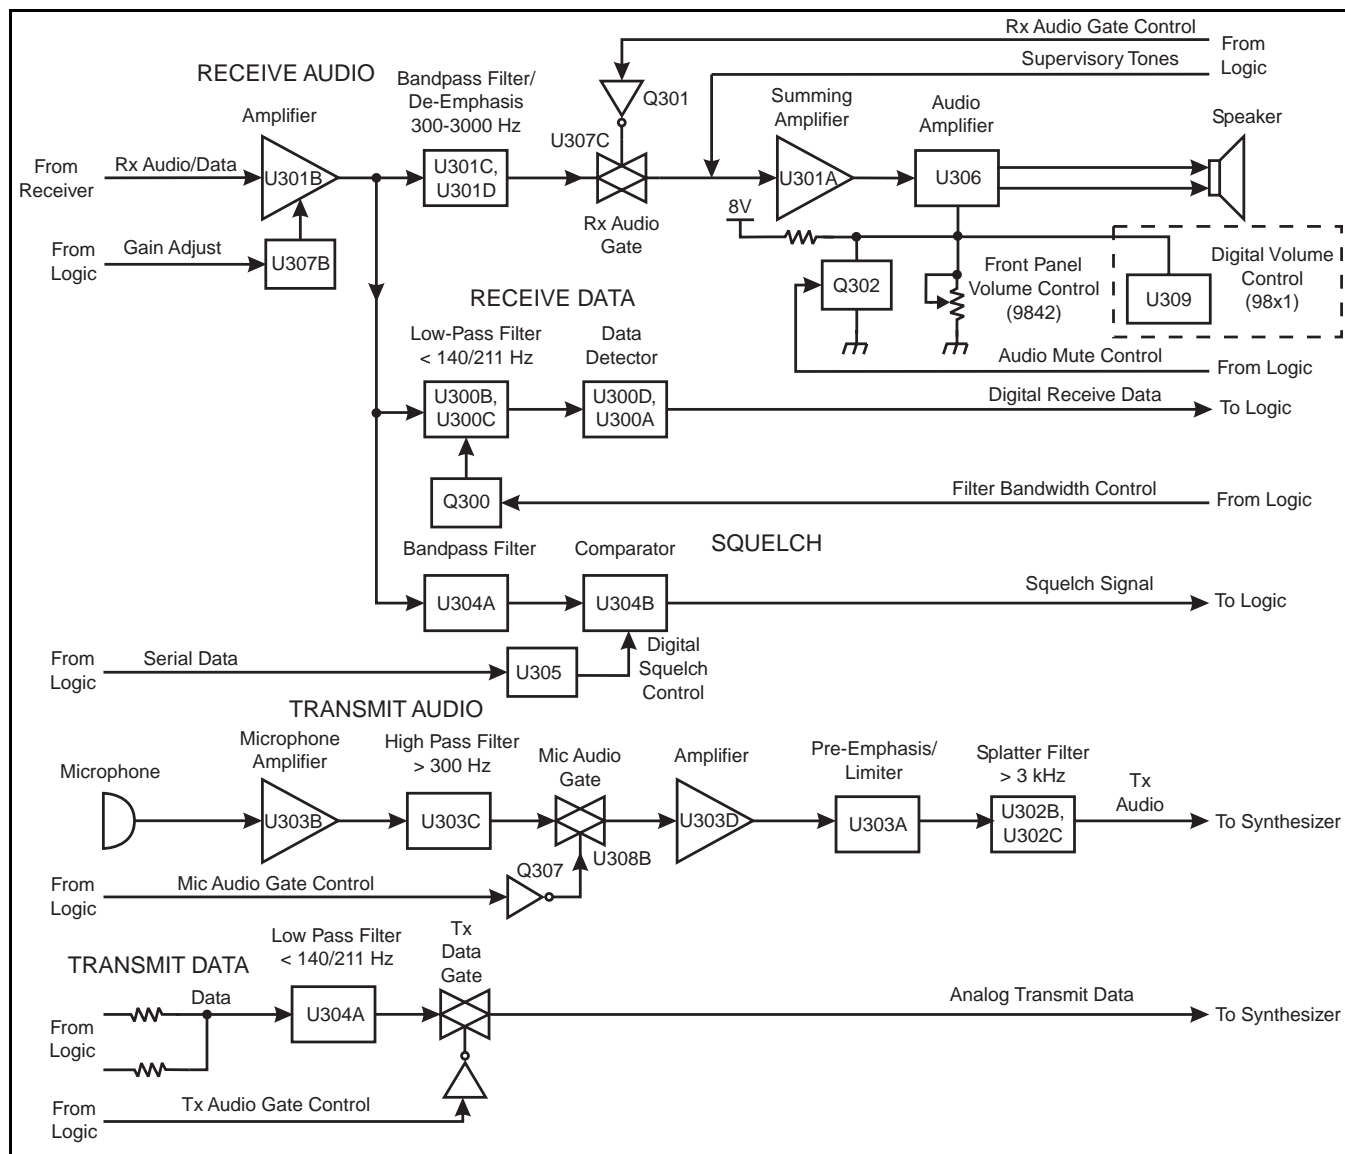 Rx Audio Gate Control
From
Logic
Supervisory Tones
RECEIVE AUDIO
Bandpass Filter/
De-Emphasis
300-3000 Hz
Q301
Summing
Amplifier
Audio
Amplifier
Speaker
Amplifier
U307C
From
Receiver
Rx Audio/Data
U301B
U301C,
U301D
U301A
U306
Rx Audio
Gate
8V
From
Logic
Gain Adjust
U307B
Q302
Front Panel
Volume Control
(9842)
Digital Volume
Control
(98x1)
U309
RECEIVE DATA
Low-Pass Filter
< 140/211 Hz
Data
Detector
Audio Mute Control
From Logic
U300B,
U300C
U300D,
U300A
Digital Receive Data
To Logic
Q300
Filter Bandwidth Control
From Logic
SQUELCH
Bandpass Filter
Comparator
U304A
U304B
Squelch Signal
To Logic
From
Logic
Serial Data
U305
Digital
Squelch
Control
TRANSMIT AUDIO
Microphone
Microphone
Amplifier
High Pass Filter
> 300 Hz
Mic Audio
Gate
Amplifier
Pre-Emphasis/
Limiter
Splatter Filter
> 3 kHz
Tx
Audio
U303B
U303C
U303D
U303A
U302B,
U302C
To Synthesizer
U308B
Q307
From
Logic
Mic Audio Gate Control
TRANSMIT DATA
Low Pass Filter
< 140/211 Hz
Tx
Data
Gate
Data
U304A
Analog Transmit Data
To Synthesizer
From
Logic
From
Logic
Tx Audio Gate Control